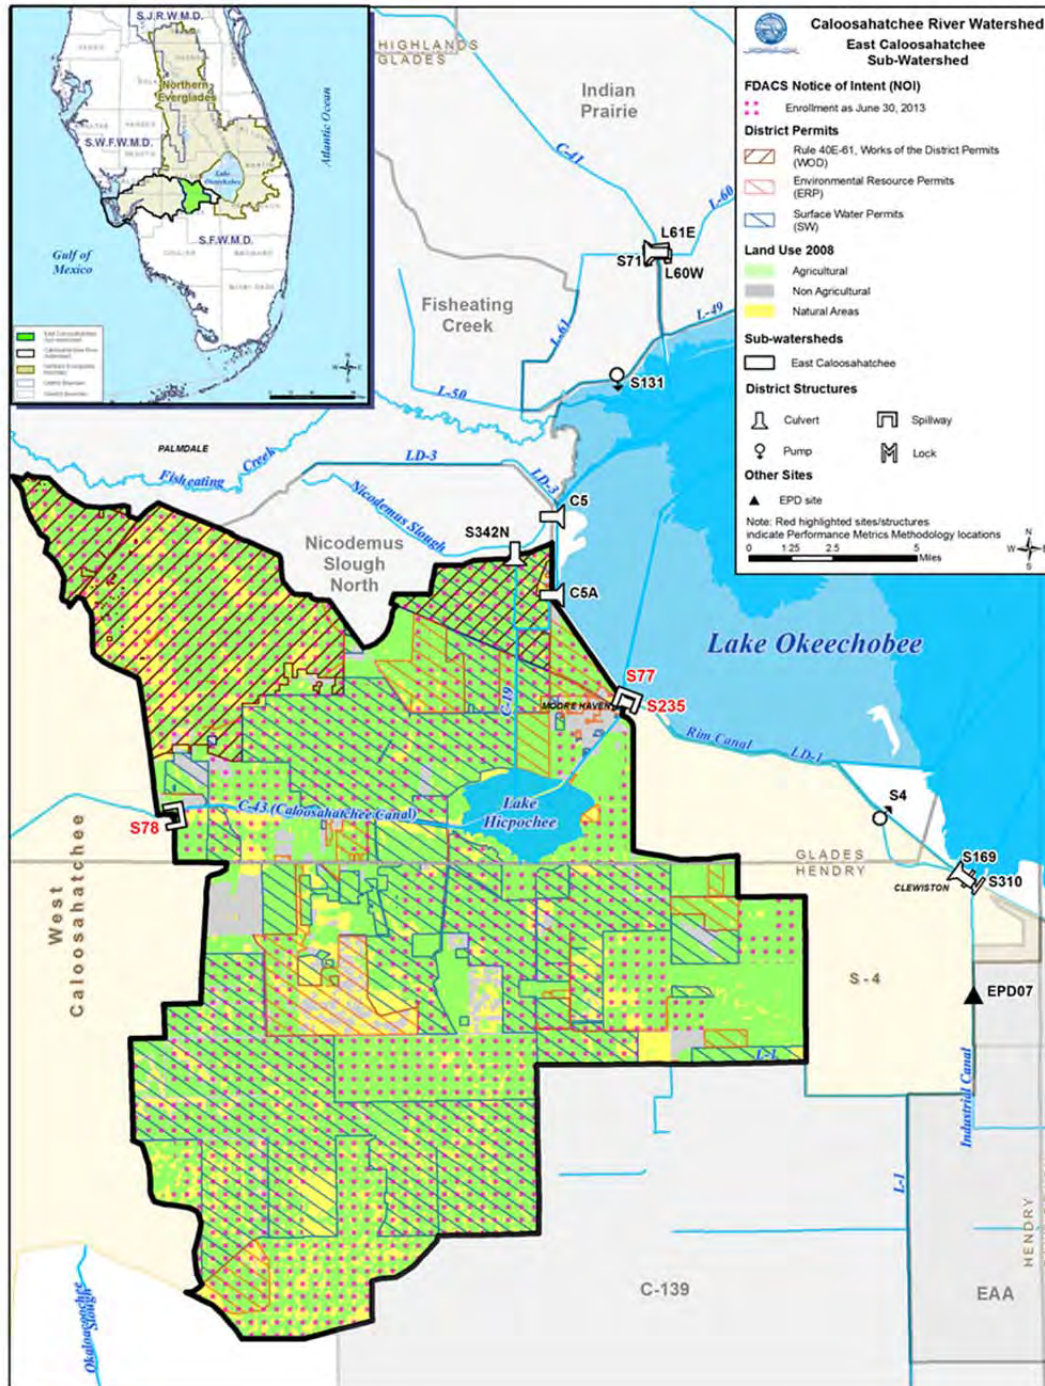 S.J.R.W.M.D.
Northern
Everglades
Atlantic Ocean
S.W.F.W.M.D.
Lake
Okeechobee
S.F.W.M.D.
Gulf of
Mexico
Caloosahatchee River Watershed
East Caloosahatchee
Sub-Watershed
FDACS Notice of Intent (NOI)
Enrollment as June 30, 2013
District Permits
Rule 40E-61, Works of the District Permits
(WOD)
Environmental Resource Permits
(ERP)
Surface Water Permits
(SW)
Land Use 2008
Agricultural
Non Agricultural
Natural Areas
Sub-watersheds
East Caloosahatchee
District Structures
Culvert
Spillway
Pump
Lock
Other Sites
EPD site
Note: Red highlighted sites/structures
indicate Performance Metrics Methodology locations
0 1.25 2.5 5
Miles
N
W E
S
HIGHLANDS
GLADES
Indian
Prairie
C-41
L-60
L61E
S71
L60W
Fisheating
Creek
L-61
L-49
S131
L-50
PALMDALE
Fisheating Creek
LD-3
LD-3
Nicodemus Slough
C5
S342N
Nicodemus
Slough
North
C5A
Lake Okeechobee
S77
MOORE HAVEN
S235
C-19
Rim Canal
LD-1
Lake
Hicpochee
C-43 (Caloosahatchee Canal)
S78
S4
GLADES
HENDRY
S169
CLEWISTON
S310
West
Caloosahatchee
S-4
EPD07
L-1
Industrial Canal
L-1
HENDRY
C-139
EAA
Okaloacoochee
Slough